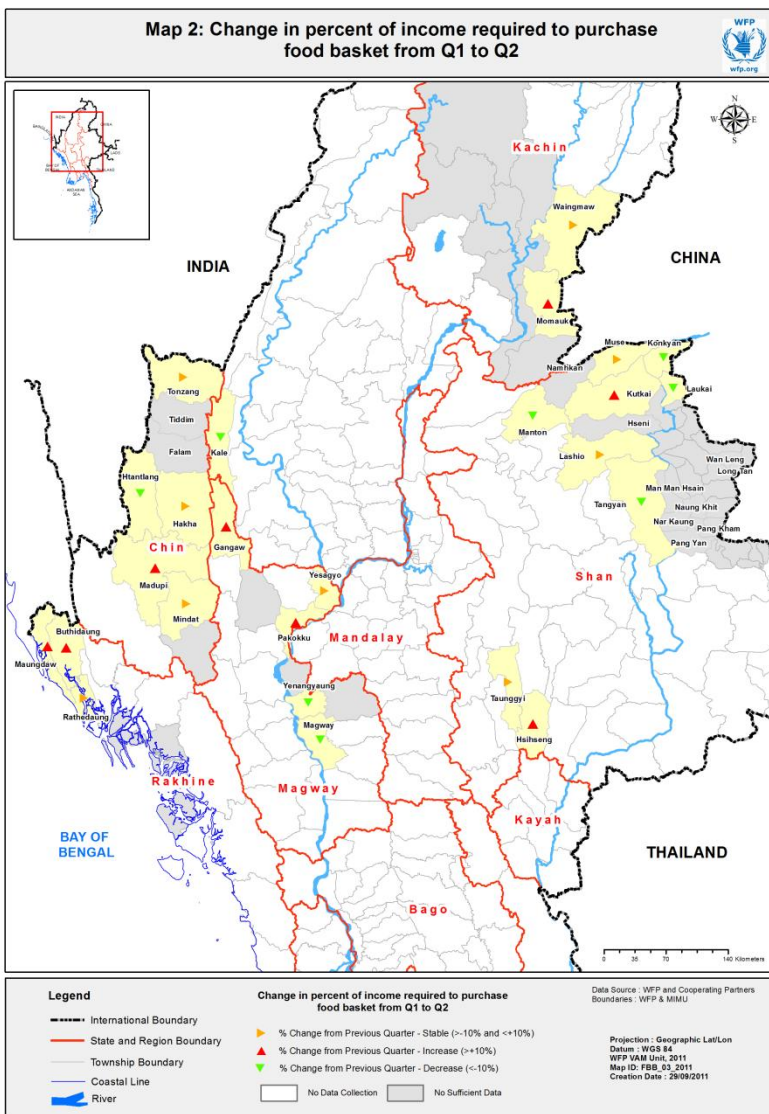 Map 2: Change in percent of income required to purchase
food basket from Q1 to Q2
WFP
wfp.org
N
W E
S
INDIA
CHINA
BAY OF
BENGAL
THAILAND
Kachin
Waingmaw
Momauk
Muse
Konkyan
Namhkan
Kutkai
Laukai
Manton
Hseni
Lashio
Wan Leng
Long Tan
Man Man Hsain
Tangyan
Naung Khit
Nar Kaung
Pang Kham
Pang Yan
Shan
Tonzang
Tiddim
Falam
Kale
Htantlang
Hakha
Chin
Gangaw
Madupi
Mindat
Yesagyo
Pakokku
Mandalay
Buthidaung
Maungdaw
Rathedaung
Yenangyaung
Magway
Taunggyi
Hsihseng
Rakhine
Magway
Kayah
Bago
0 35 70 140 Kilometers
Legend
International Boundary
State and Region Boundary
Township Boundary
Coastal Line
River
Change in percent of income required to purchase
food basket from Q1 to Q2
% Change from Previous Quarter - Stable (>-10% and <+10%)
% Change from Previous Quarter - Increase (>+10%)
% Change from Previous Quarter - Decrease (<-10%)
No Data Collection
No Sufficient Data
Data Source : WFP and Cooperating Partners
Boundaries : WFP & MIMU
Projection : Geographic Lat/Lon
Datum : WGS 84
WFP VAM Unit, 2011
Map ID: FBB_03_2011
Creation Date : 29/09/2011